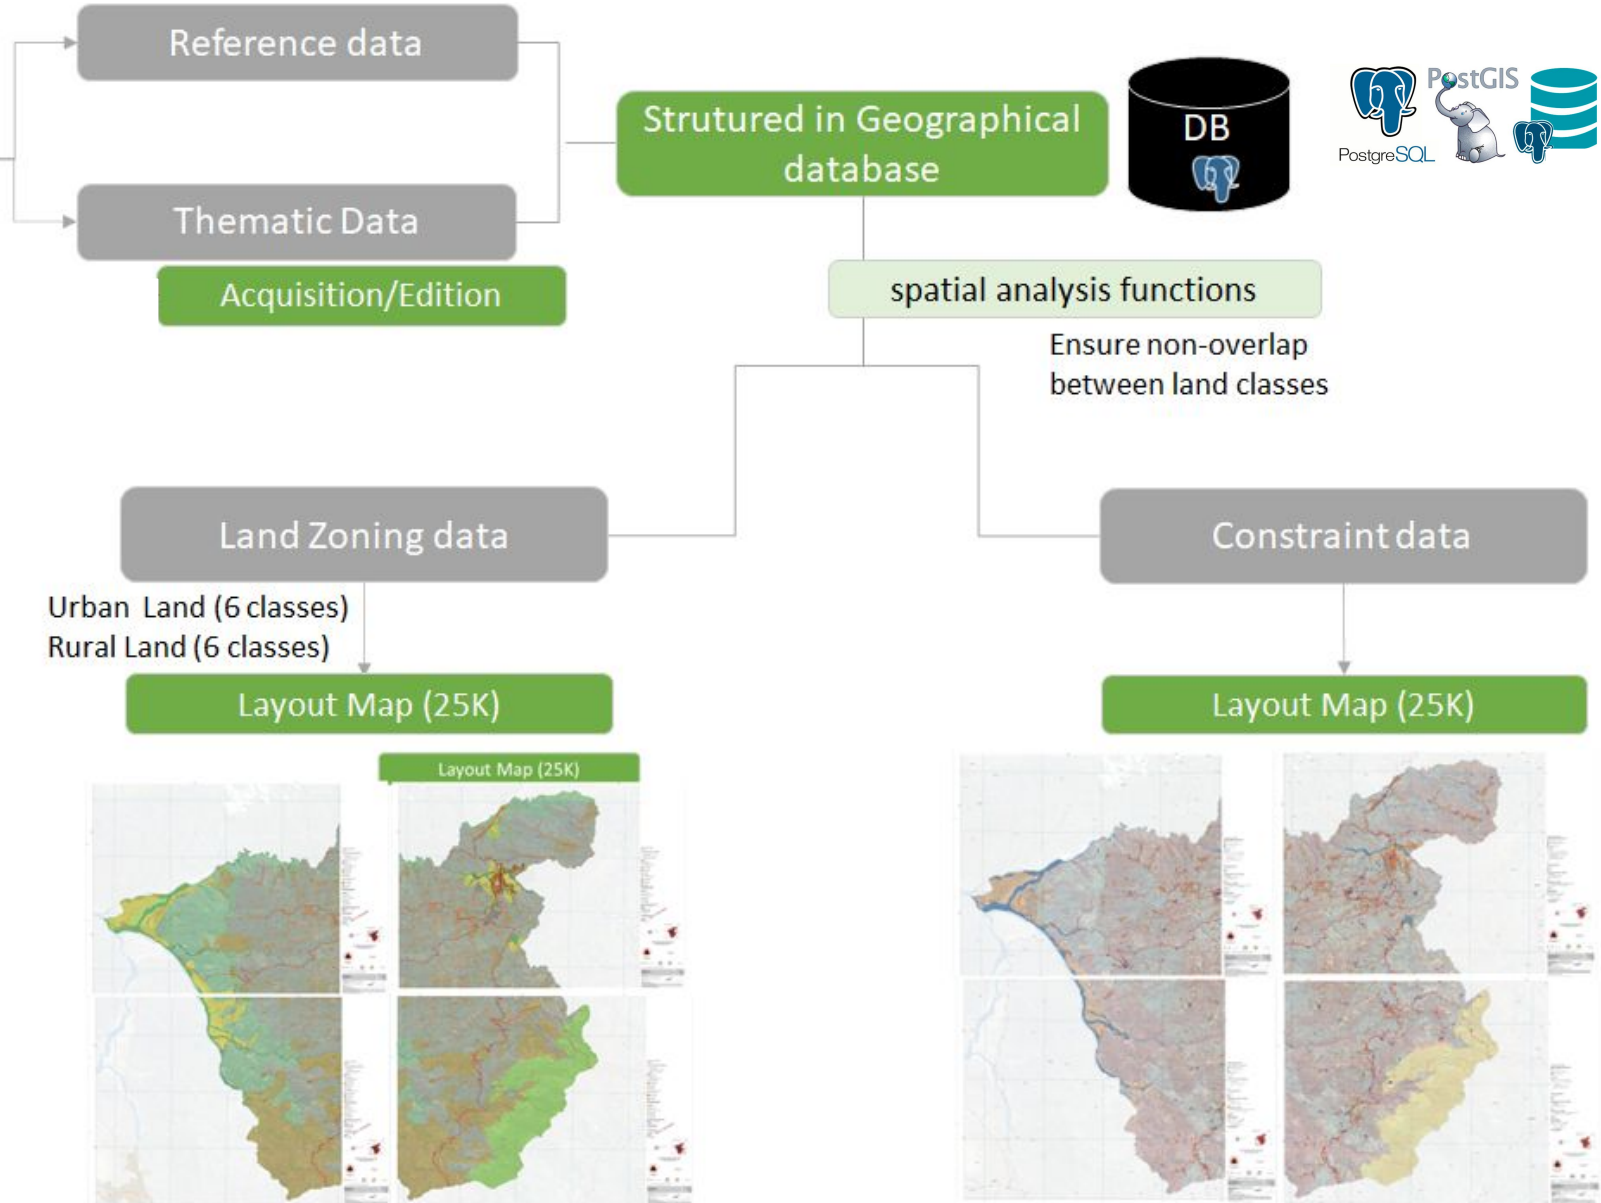 Reference data
Strutured in Geographical
database
DB
PostgreSQL
PostGIS
Thematic Data
Acquisition/Edition
spatial analysis functions
Ensure non-overlap
between land classes
Land Zoning data
Constraint data
Urban Land (6 classes)
Rural Land (6 classes)
Layout Map (25K)
Layout Map (25K)
Layout Map (25K)